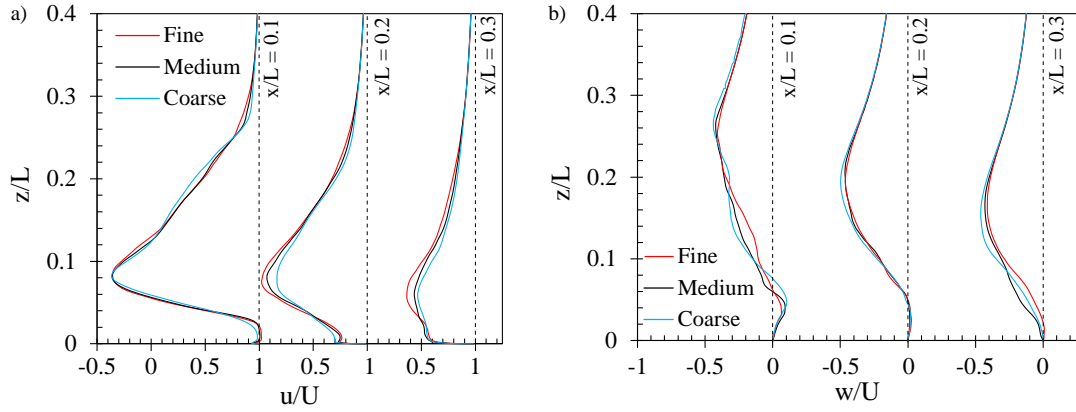 a)
0.4
0.3
0.2
0.1
0
z/L
Fine
Medium
Coarse
x/L = 0.1
x/L = 0.2
x/L = 0.3
-0.5 0 0.5 1 0.5 1 0.5 1
u/U
b)
0.4
0.3
0.2
0.1
0
z/L
Fine
Medium
Coarse
x/L = 0.1
x/L = 0.2
x/L = 0.3
-1 -0.5 0 -0.5 0 -0.5 0
w/U